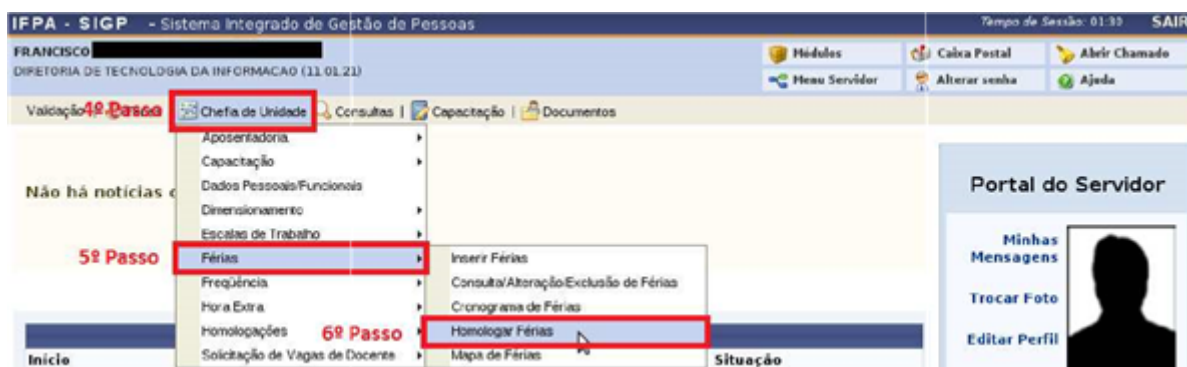 IFPA - SIGP - Sistema Integrado de Gestão de Pessoas Tempo de Sessão: 01:30 SAIR
FRANCISCO
DIRETORIA DE TECNOLOGIA DA INFORMACAO (11.01.21)
Módulos Caixa Postal Abrir Chamado
Menu Servidor Alterar senha Ajuda
Validação 4º Passo Chefia de Unidade Consultas | Capacitação | Documentos
Aposentadoria
Capacitação
Não há notícias
Dados Pessoais/Funcionais
Dimensionamento
Escalas de Trabalho
5º Passo Férias
Freqüência
Hora Extra
Homologações
Solicitação de Vagas de Docente
Inserir Férias
Consulta/Alteração/Exclusão de Férias
Cronograma de Férias
6º Passo Homologar Férias
Mapa de Férias
Início Situação
Portal do Servidor
Minhas
Mensagens
Trocar Foto
Editar Perfil